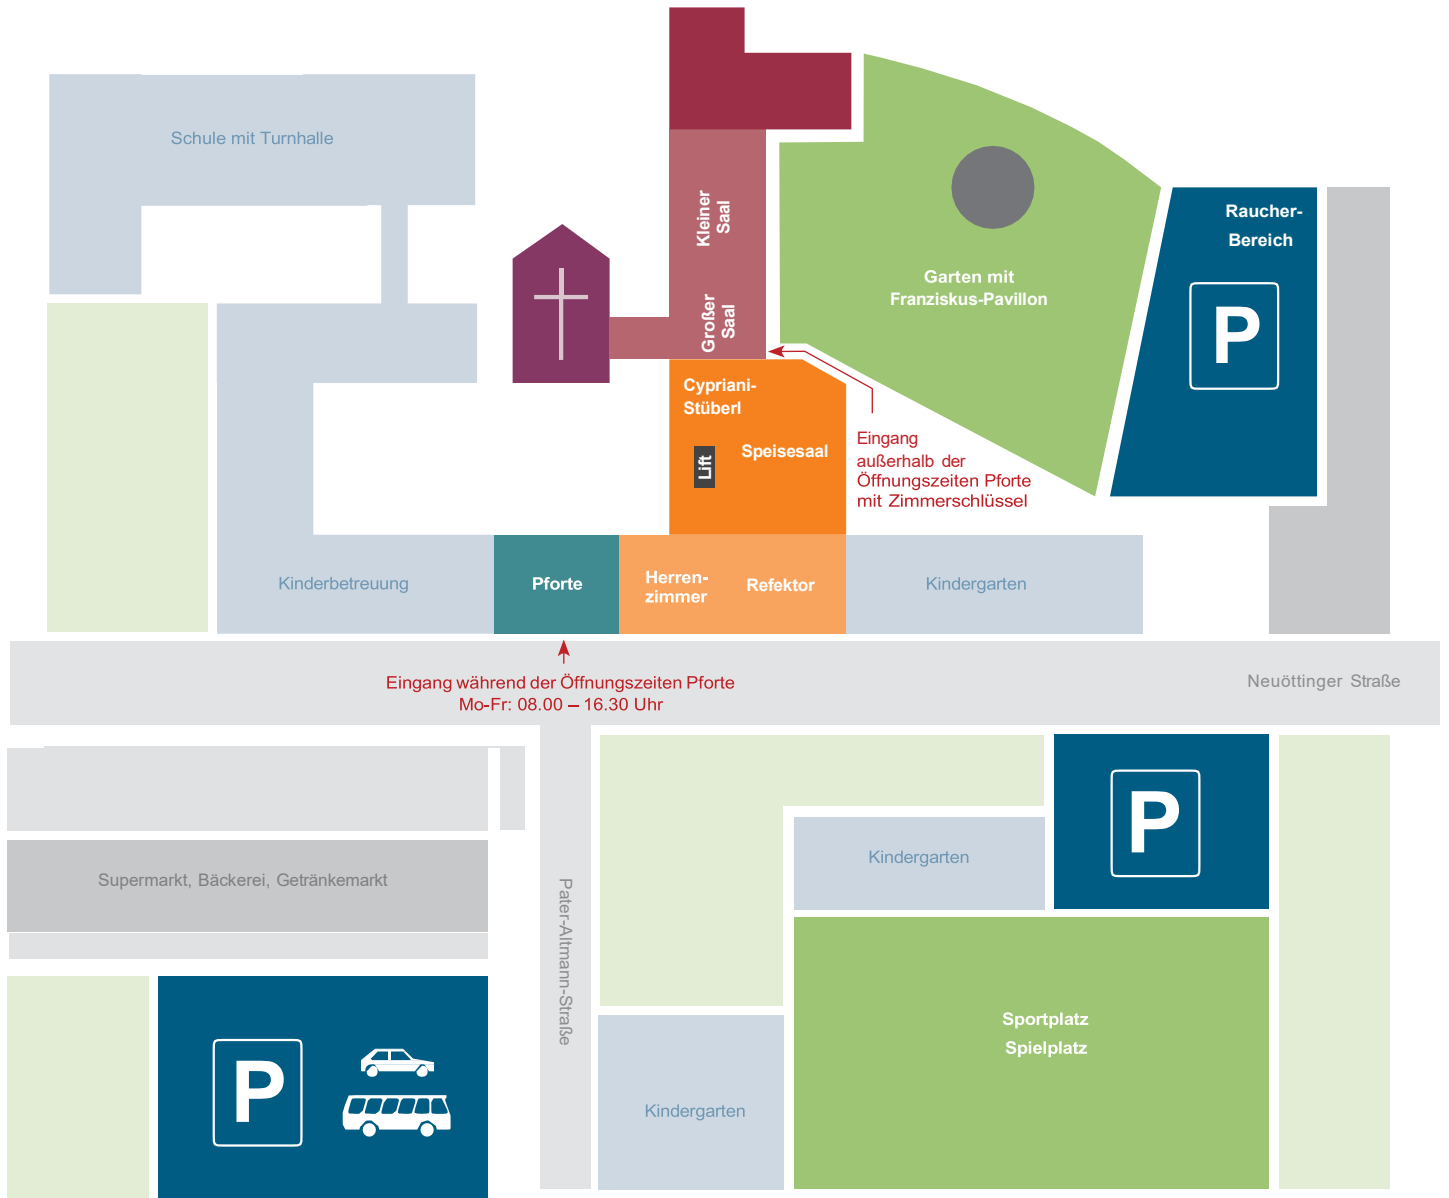 Schule mit Turnhalle
Kleiner
Saal
Großer
Saal
Raucher-
Bereich
P
Garten mit
Franziskus-Pavillon
Cypriani-
Stüberl
Lift
Speisesaal
Eingang
außerhalb der
Öffnungszeiten Pforte
mit Zimmerschlüssel
Kinderbetreuung
Pforte
Herren-
zimmer
Refektor
Kindergarten
Eingang während der Öffnungszeiten Pforte
Mo-Fr: 08.00 – 16.30 Uhr
Neuöttinger Straße
Supermarkt, Bäckerei, Getränkemarkt
Pater-Altmann-Straße
Kindergarten
P
Sportplatz
Spielplatz
P
Kindergarten